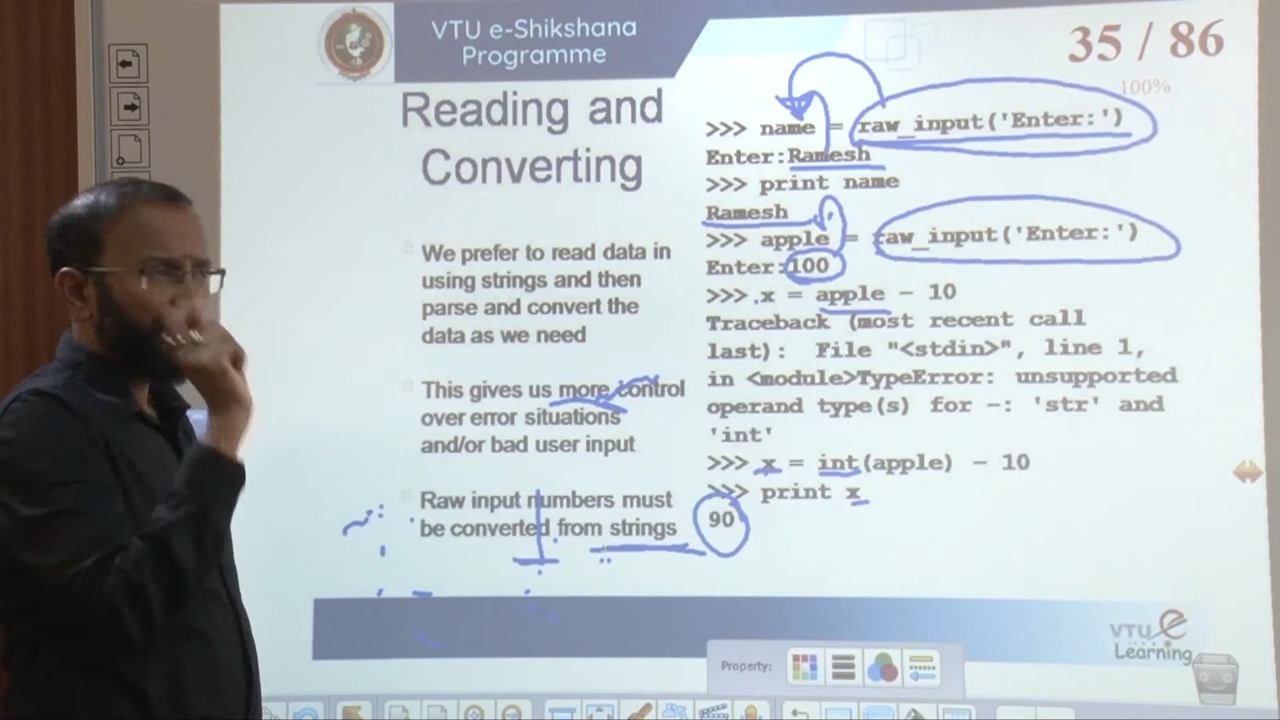 VTU e-Shikshana
Programme
35 / 86
100%
Reading and
Converting
We prefer to read data in
using strings and then
parse and convert the
data as we need
This gives us more control
over error situations
and/or bad user input
Raw input numbers must
be converted from strings
>>> name = raw_input('Enter:')
Enter:Ramesh
>>> print name
Ramesh
>>> apple = raw_input('Enter:')
Enter:100
>>> x = apple - 10
Traceback (most recent call
last): File "<stdin>", line 1,
in <module>TypeError: unsupported
operand type(s) for -: 'str' and
'int'
>>> x = int(apple) - 10
>>> print x
90
VTU e
Learning
Property: